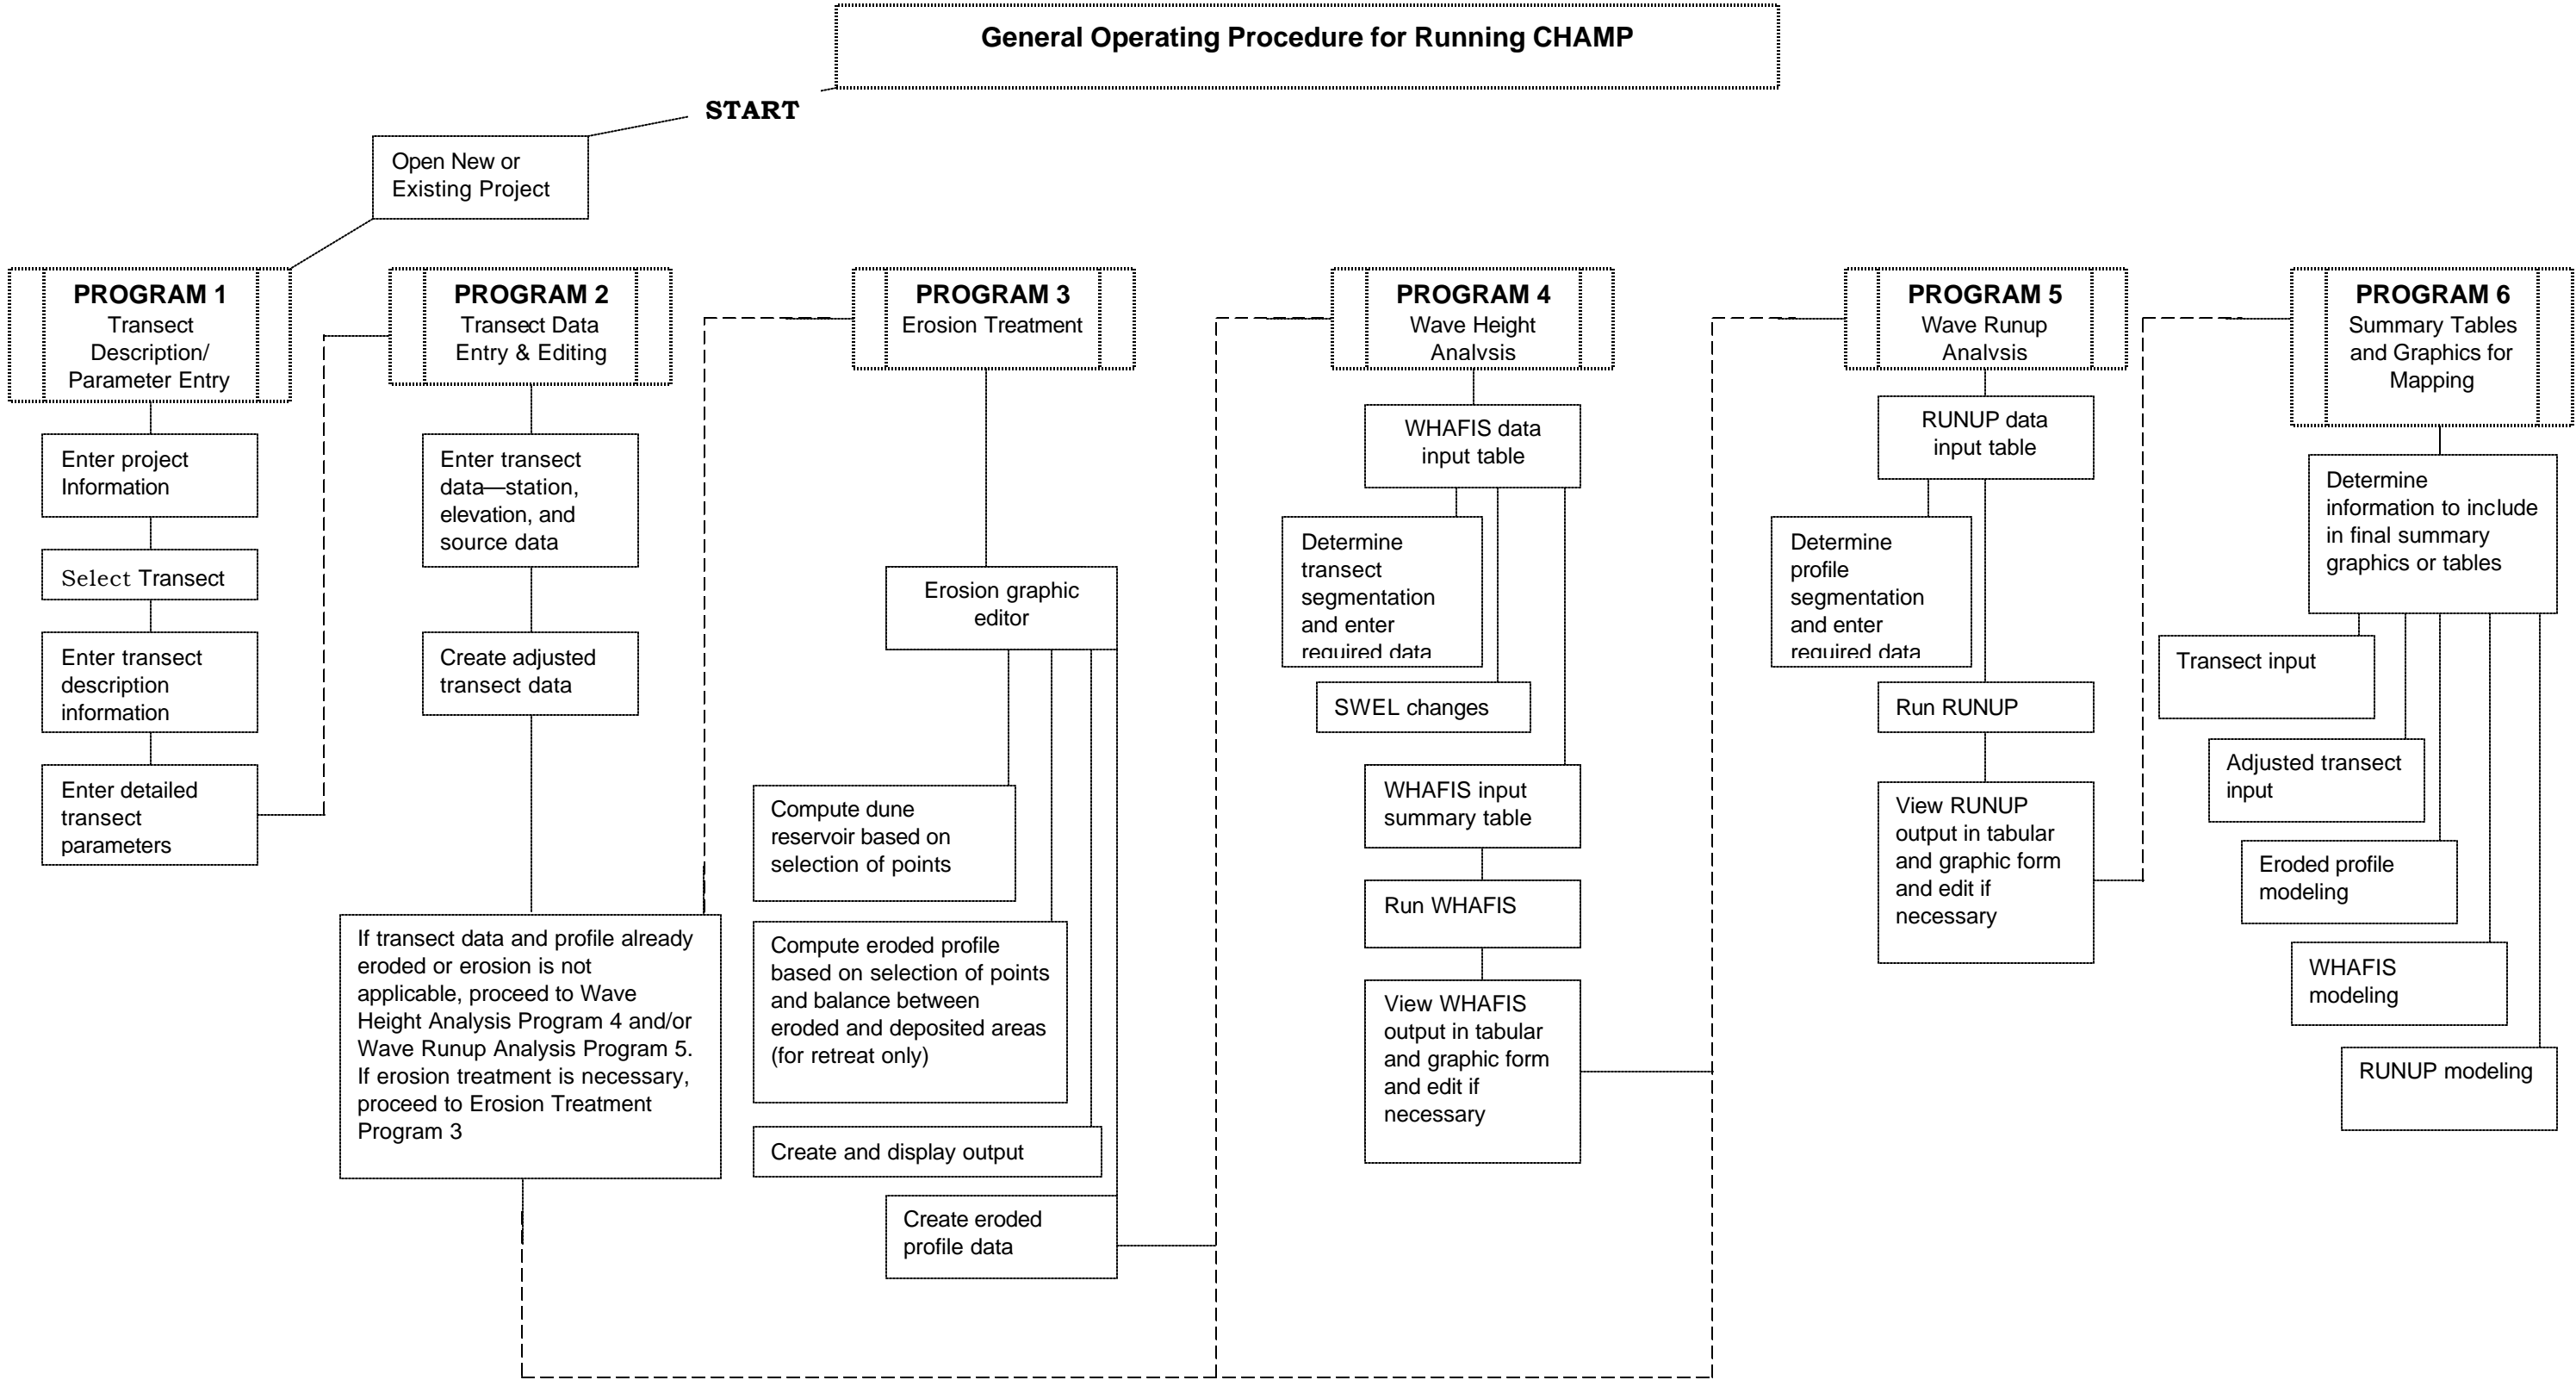 General Operating Procedure for Running CHAMP
START
Open New or
Existing Project
PROGRAM 1
Transect
Description/
Parameter Entry
Enter project
Information
Select Transect
Enter transect
description
information
Enter detailed
transect
parameters
PROGRAM 2
Transect Data
Entry & Editing
Enter transect
data—station,
elevation, and
source data
Create adjusted
transect data
If transect data and profile already
eroded or erosion is not
applicable, proceed to Wave
Height Analysis Program 4 and/or
Wave Runup Analysis Program 5.
If erosion treatment is necessary,
proceed to Erosion Treatment
Program 3
PROGRAM 3
Erosion Treatment
Erosion graphic
editor
Compute dune
reservoir based on
selection of points
Compute eroded profile
based on selection of points
and balance between
eroded and deposited areas
(for retreat only)
Create and display output
Create eroded
profile data
PROGRAM 4
Wave Height
Analysis
WHAFIS data
input table
Determine
transect
segmentation
and enter
required data
SWEL changes
WHAFIS input
summary table
Run WHAFIS
View WHAFIS
output in tabular
and graphic form
and edit if
necessary
PROGRAM 5
Wave Runup
Analysis
RUNUP data
input table
Determine
profile
segmentation
and enter
required data
Run RUNUP
View RUNUP
output in tabular
and graphic form
and edit if
necessary
PROGRAM 6
Summary Tables
and Graphics for
Mapping
Determine
information to include
in final summary
graphics or tables
Transect input
Adjusted transect
input
Eroded profile
modeling
WHAFIS
modeling
RUNUP modeling